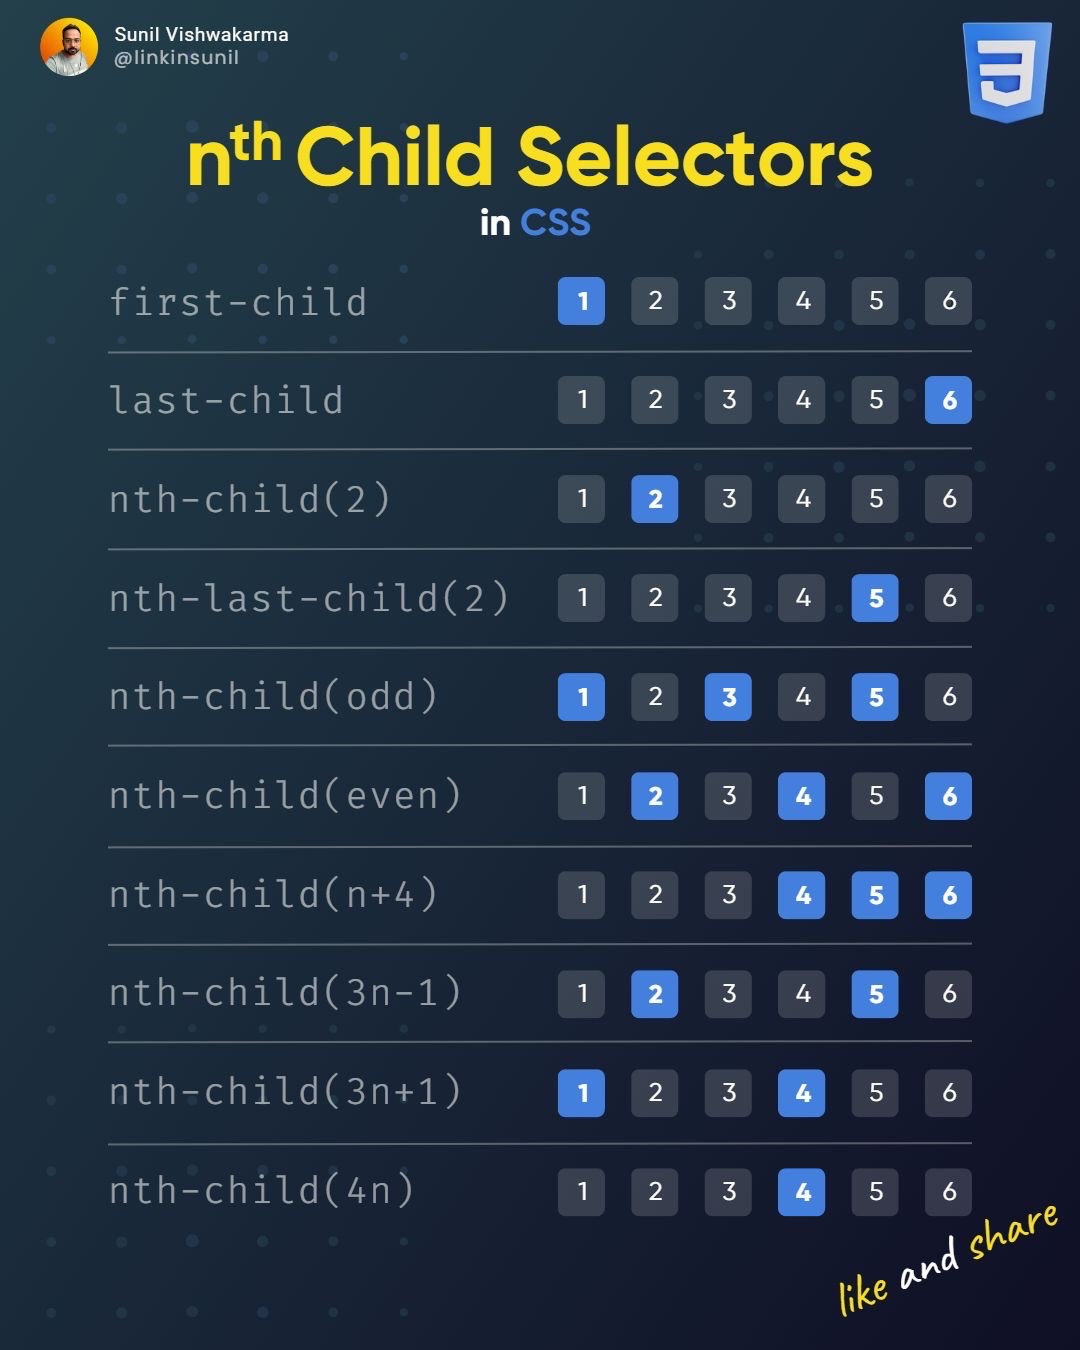 Sunil Vishwakarma
@linkinsunil
3
nth Child Selectors
in CSS
first-child 1 2 3 4 5 6
last-child 1 2 3 4 5 6
nth-child(2) 1 2 3 4 5 6
nth-last-child(2) 1 2 3 4 5 6
nth-child(odd) 1 2 3 4 5 6
nth-child(even) 1 2 3 4 5 6
nth-child(n+4) 1 2 3 4 5 6
nth-child(3n-1) 1 2 3 4 5 6
nth-child(3n+1) 1 2 3 4 5 6
nth-child(4n) 1 2 3 4 5 6
like and share